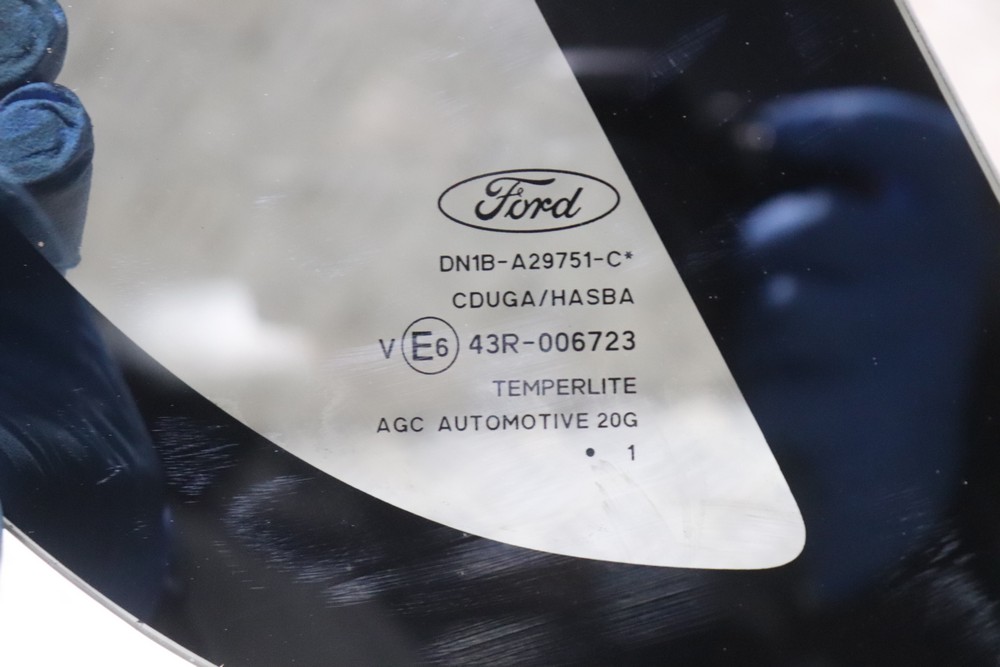 Ford
DN1B-A29751-C*
CDUGA/HASBA
V E6 43R-006723
TEMPERLITE
AGC AUTOMOTIVE 20G
• 1